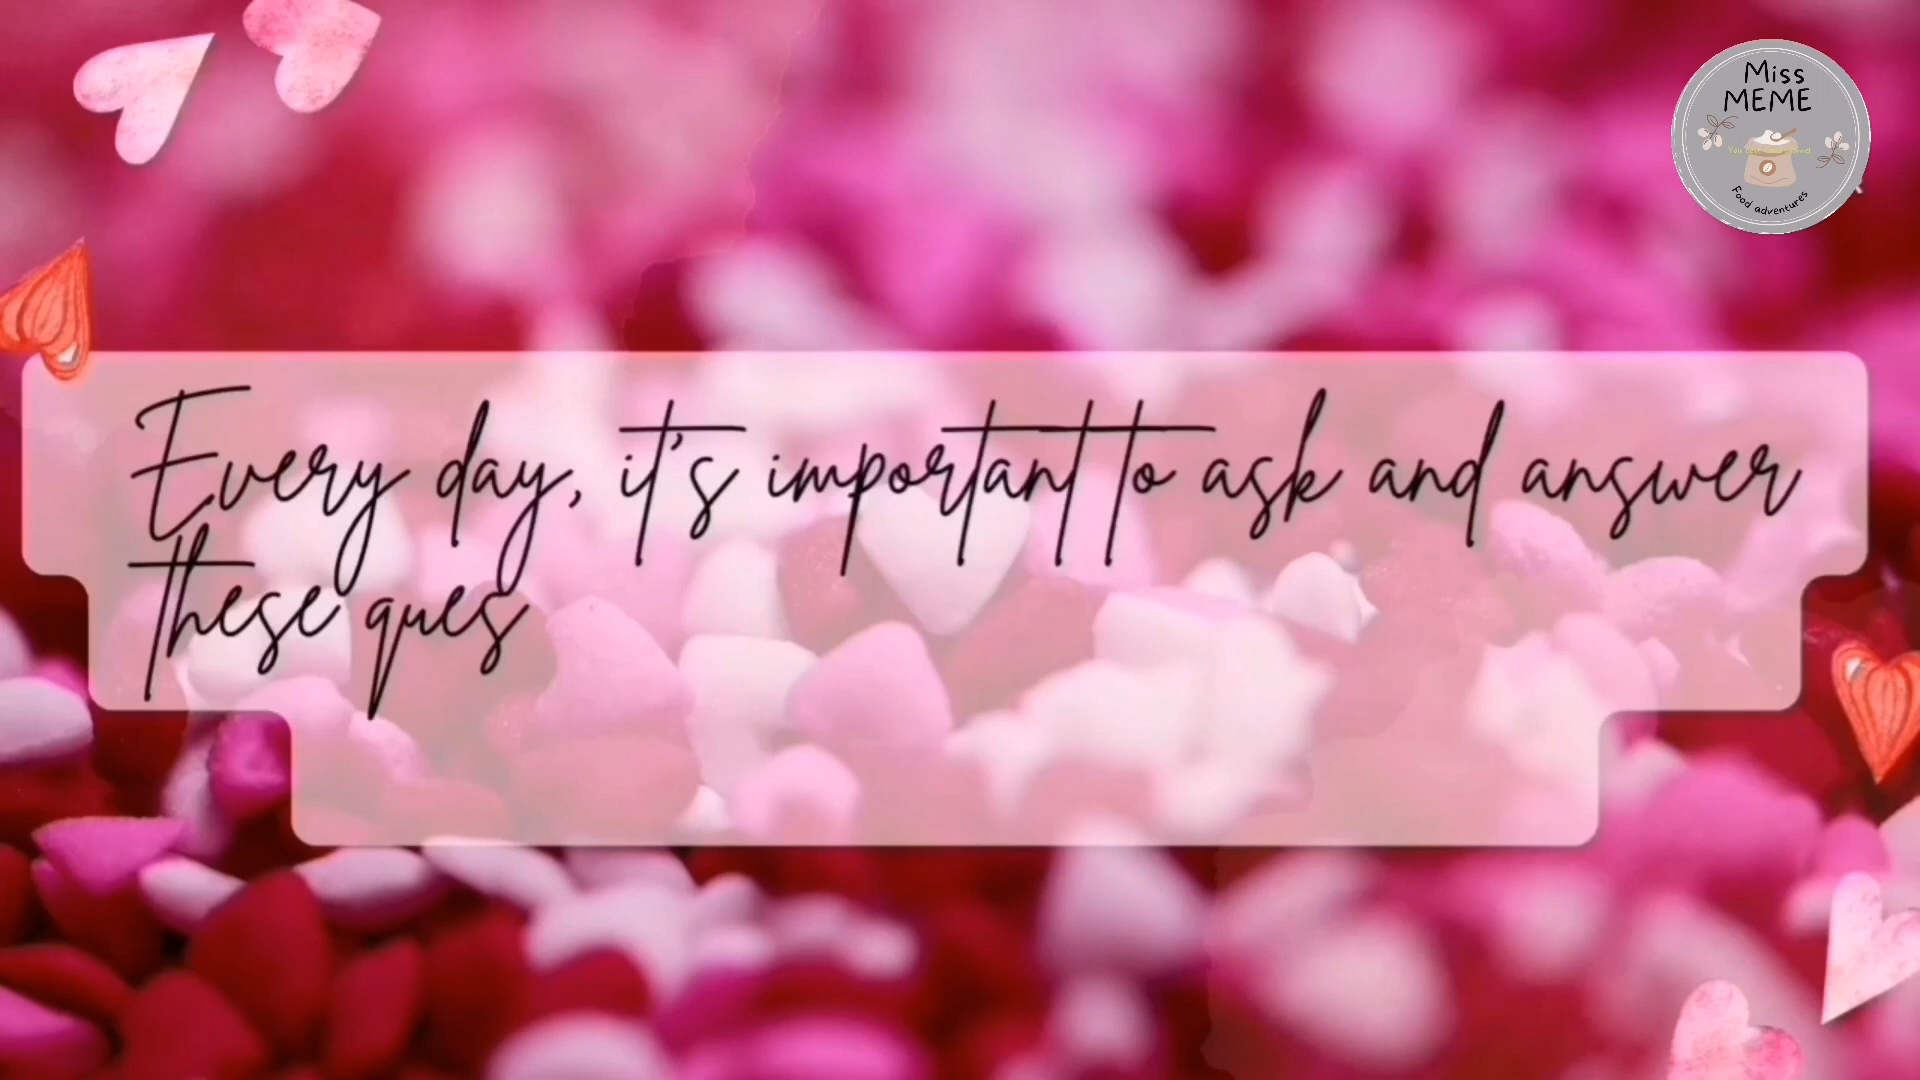 Miss
MEME
Food adventures
Every day, it's important to ask and answer
these ques